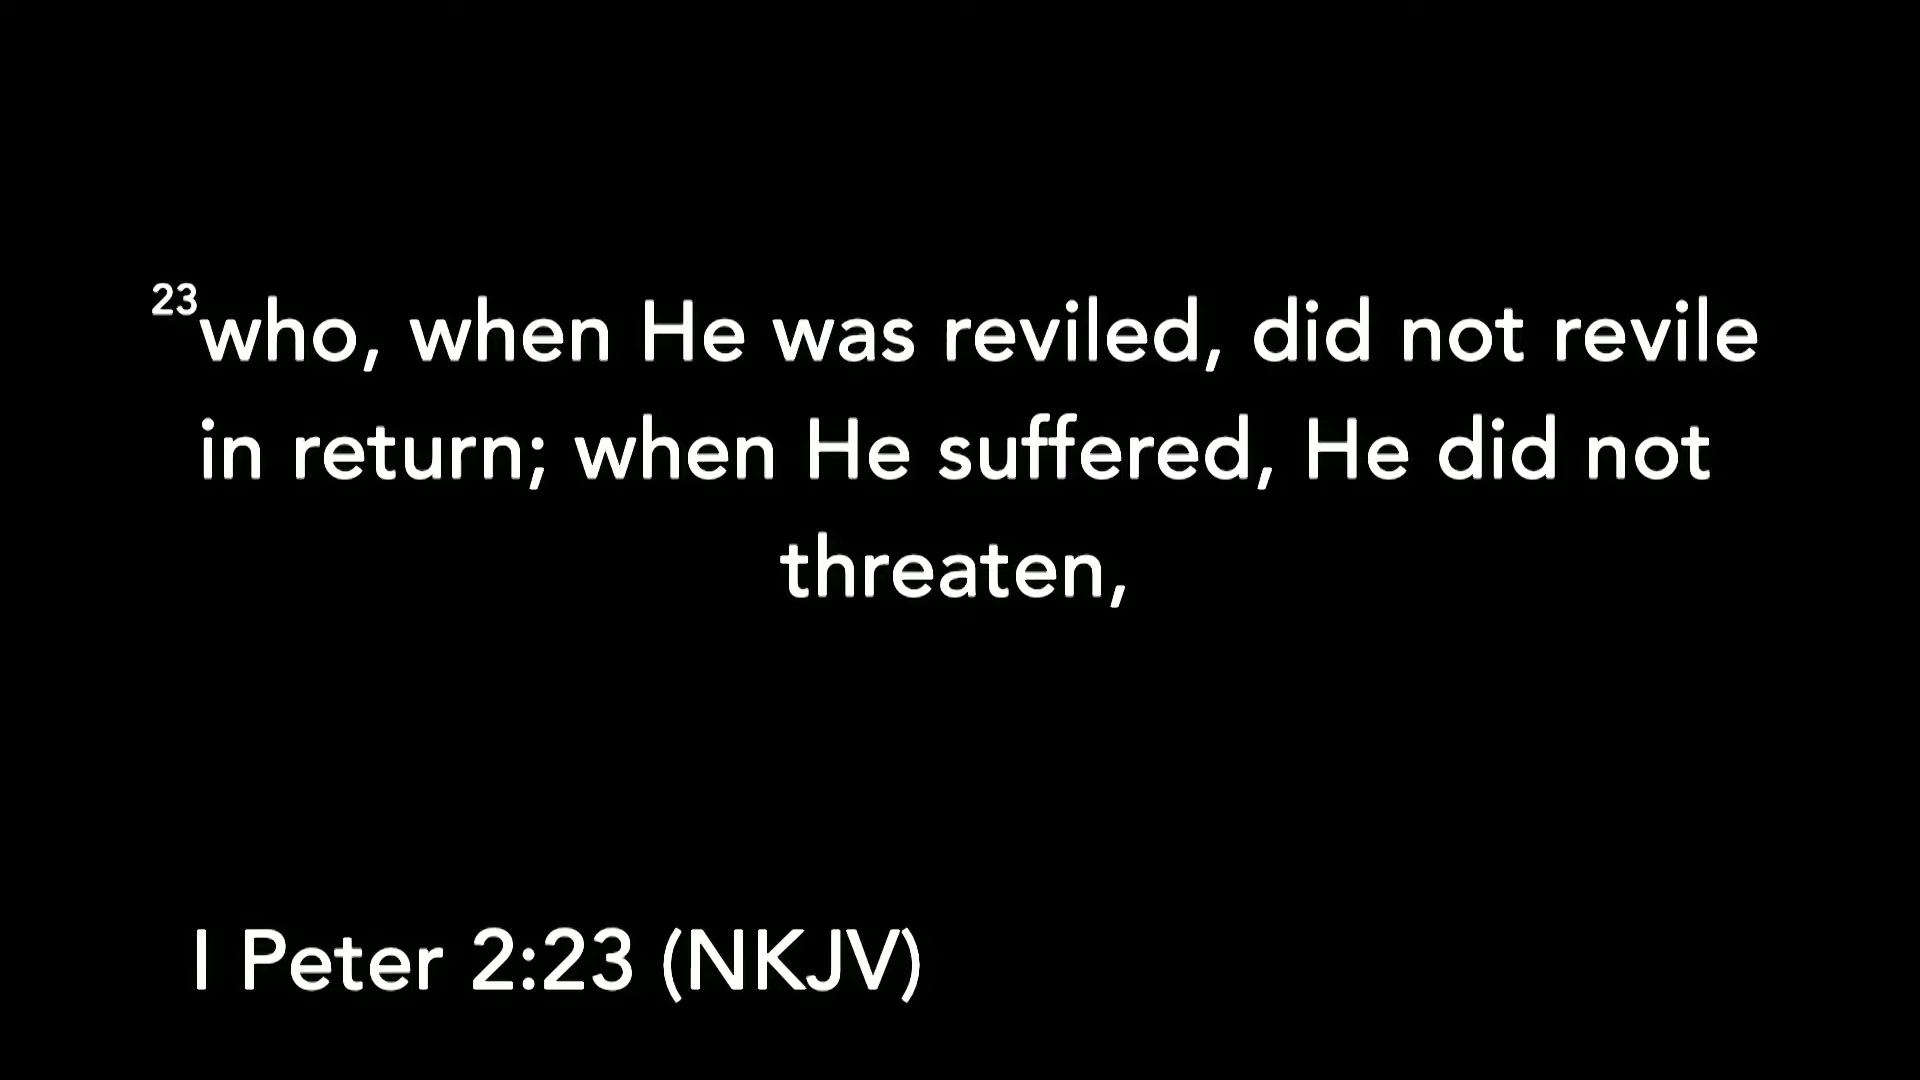 23who, when He was reviled, did not revile
in return; when He suffered, He did not
threaten,
I Peter 2:23 (NKJV)